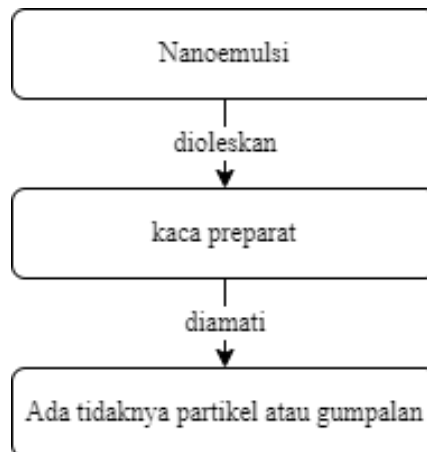 Nanoemulsi
dioleskan
kaca preparat
diamati
Ada tidaknya partikel atau gumpalan